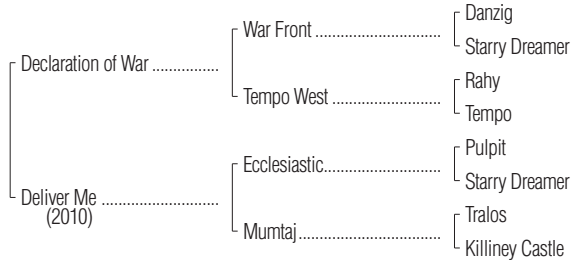 Danzig
War Front ................................
Starry Dreamer
Declaration of War ................
Rahy
Tempo West ............................
Tempo
Pulpit
Ecclesiastic..............................
Starry Dreamer
Deliver Me ............................
(2010)
Tralos
Mumtaj....................................
Killiney Castle